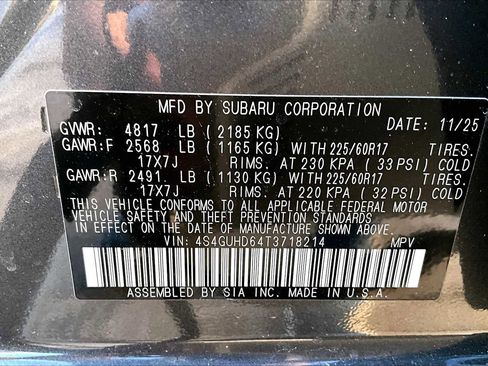 MFD BY SUBARU CORPORATION
GVWR: 4817 LB (2185 KG) DATE: 11/25
GAWR:F 2568 LB (1165 KG) WITH 225/60R17 TIRES.
17X7J RIMS. AT 230 KPA (33 PSI) COLD
GAWR:R 2491 LB (1130 KG) WITH 225/60R17 TIRES.
17X7J RIMS. AT 220 KPA (32 PSI) COLD
THIS VEHICLE CONFORMS TO ALL APPLICABLE FEDERAL MOTOR
VEHICLE SAFETY AND THEFT PREVENTION STANDARDS IN
EFFECT ON THE DATE OF MANUFACTURE SHOWN ABOVE.
VIN: 4S4GUHD64T3718214 MPV
ASSEMBLED BY SIA INC. MADE IN U.S.A.